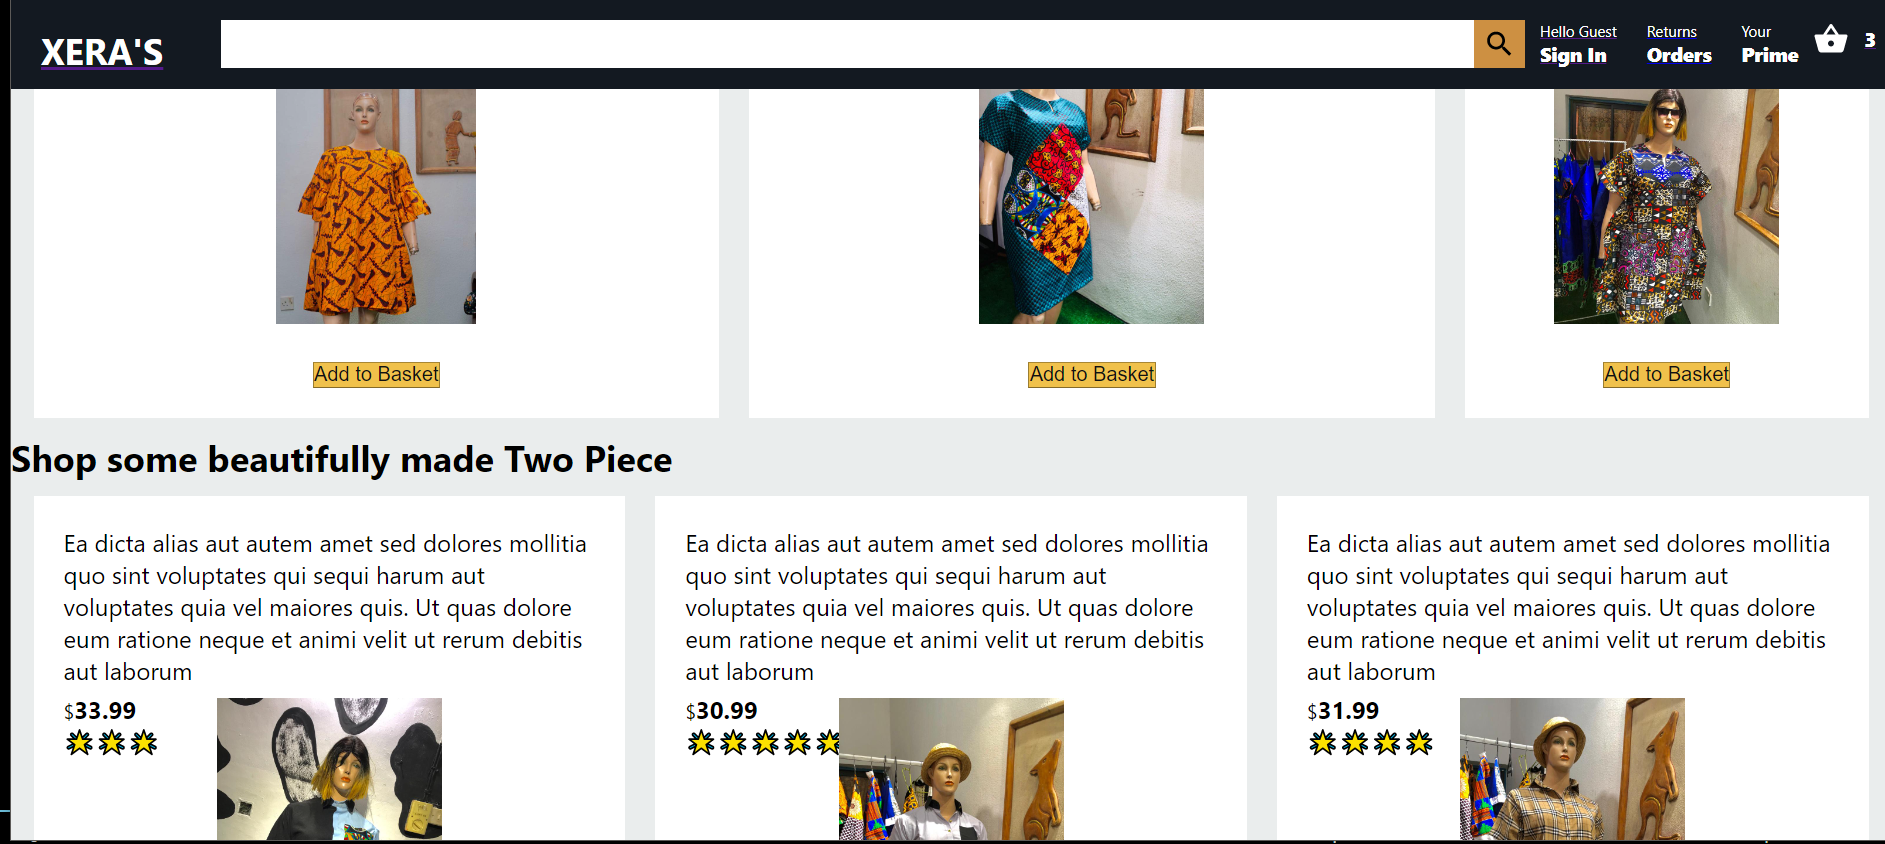 XERA'S
Hello Guest
Sign In
Returns
Orders
Your
Prime
3
Add to Basket
Add to Basket
Add to Basket
Shop some beautifully made Two Piece
Ea dicta alias aut autem amet sed dolores mollitia
quo sint voluptates qui sequi harum aut
voluptates quia vel maiores quis. Ut quas dolore
eum ratione neque et animi velit ut rerum debitis
aut laborum
$33.99
Ea dicta alias aut autem amet sed dolores mollitia
quo sint voluptates qui sequi harum aut
voluptates quia vel maiores quis. Ut quas dolore
eum ratione neque et animi velit ut rerum debitis
aut laborum
$30.99
Ea dicta alias aut autem amet sed dolores mollitia
quo sint voluptates qui sequi harum aut
voluptates quia vel maiores quis. Ut quas dolore
eum ratione neque et animi velit ut rerum debitis
aut laborum
$31.99